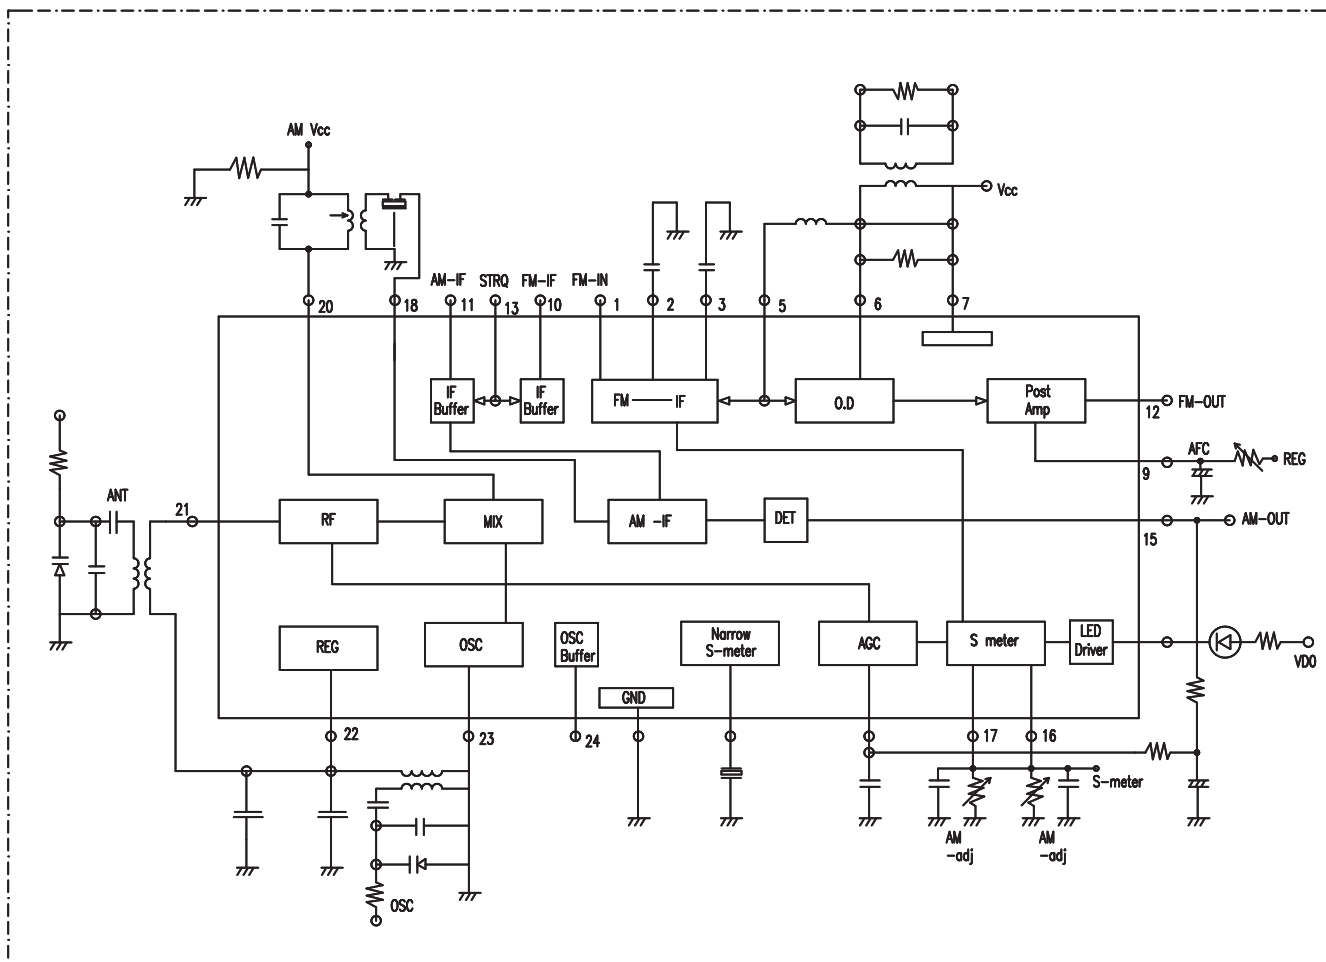 AM Vcc
Vcc
AM-IF
STRQ
FM-IF
FM-IN
20
18
11
13
10
1
2
3
5
6
7
IF
Buffer
IF
Buffer
FM
IF
O.D
Post
Amp
12
FM-OUT
AFC
REG
9
ANT
21
RF
MIX
AM -IF
DET
AM-OUT
15
REG
OSC
OSC
Buffer
Narrow
S-meter
AGC
S meter
LED
Driver
VDO
GND
22
23
24
17
16
S-meter
AM
-adj
AM
-adj
OSC